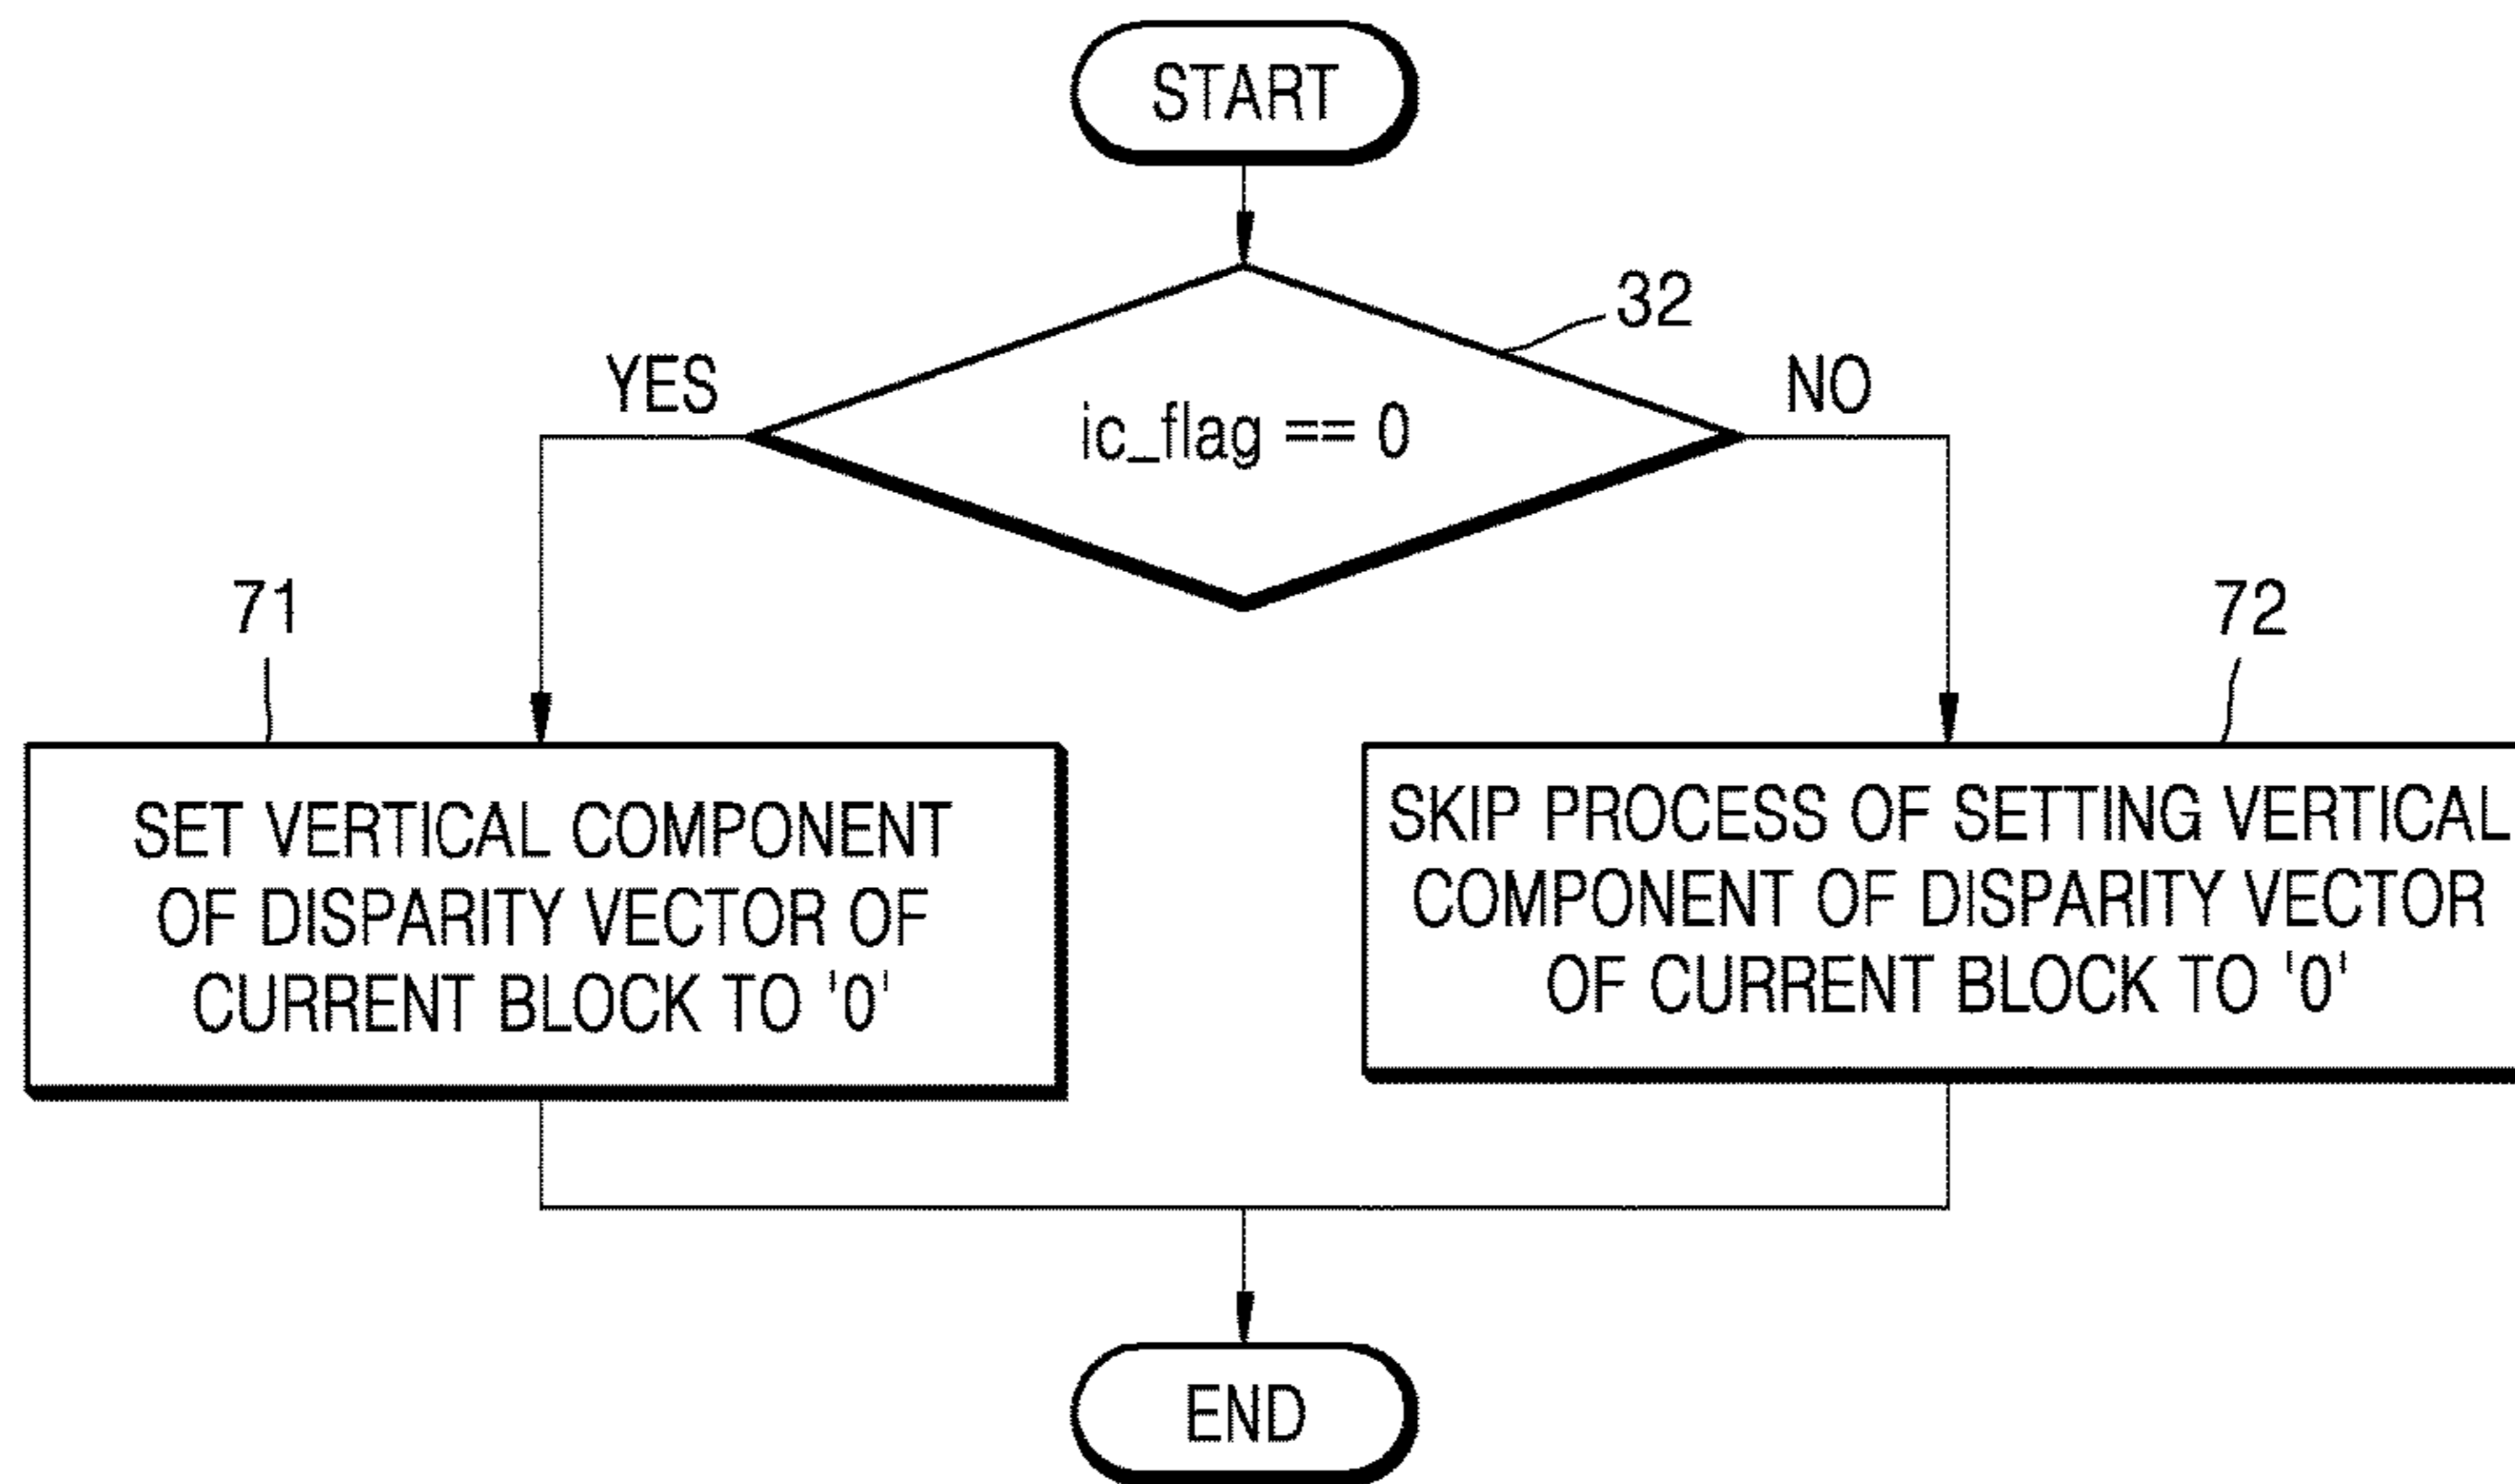 START
32
YES
NO
ic_flag == 0
71
72
SET VERTICAL COMPONENT
OF DISPARITY VECTOR OF
CURRENT BLOCK TO '0'
SKIP PROCESS OF SETTING VERTICAL
COMPONENT OF DISPARITY VECTOR
OF CURRENT BLOCK TO '0'
END